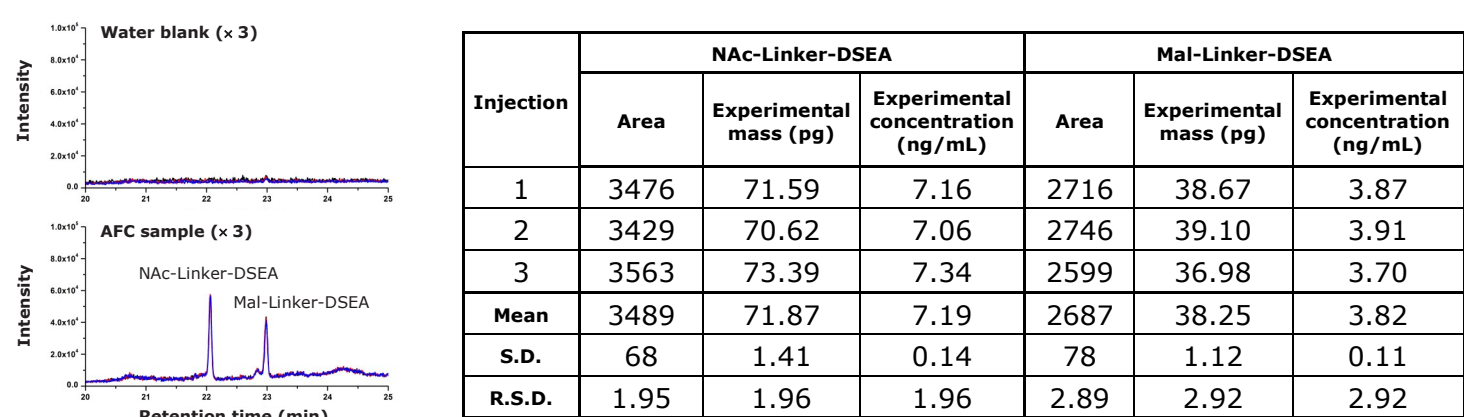 Water blank (× 3)
Intensity
1.0x10⁵
8.0x10⁴
6.0x10⁴
4.0x10⁴
2.0x10⁴
0.0
20 21 22 23 24 25
AFC sample (× 3)
Intensity
1.0x10⁵
8.0x10⁴
6.0x10⁴
4.0x10⁴
2.0x10⁴
0.0
NAc-Linker-DSEA
Mal-Linker-DSEA
20 21 22 23 24 25
Retention time (min)
Injection NAc-Linker-DSEA Mal-Linker-DSEA
Area Experimental mass (pg) Experimental concentration (ng/mL) Area Experimental mass (pg) Experimental concentration (ng/mL)
1 3476 71.59 7.16 2716 38.67 3.87
2 3429 70.62 7.06 2746 39.10 3.91
3 3563 73.39 7.34 2599 36.98 3.70
Mean 3489 71.87 7.19 2687 38.25 3.82
S.D. 68 1.41 0.14 78 1.12 0.11
R.S.D. 1.95 1.96 1.96 2.89 2.92 2.92